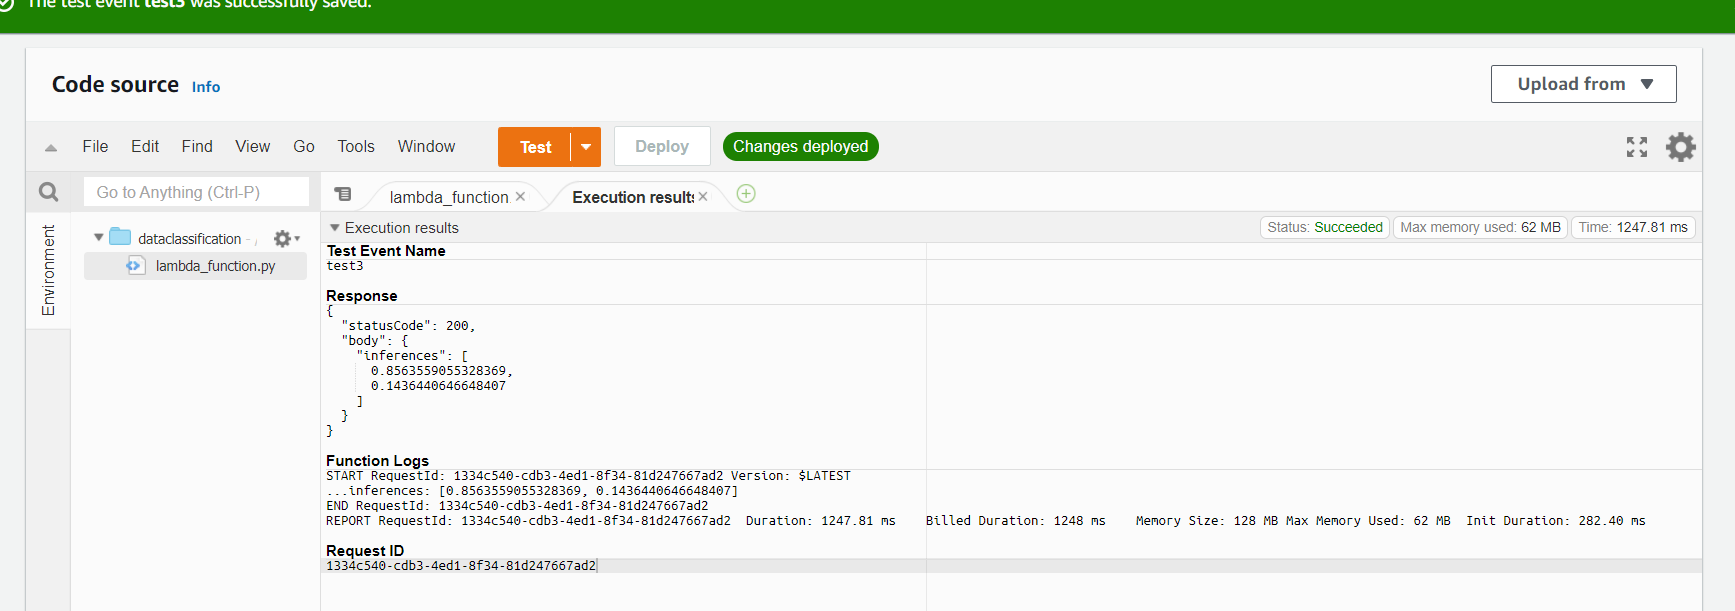 The test event test3 was successfully saved.
Code source Info
Upload from
File Edit Find View Go Tools Window Test Deploy Changes deployed
Go to Anything (Ctrl-P)
lambda_function
Execution results
Environment
dataclassification - /
lambda_function.py
Execution results
Status: Succeeded Max memory used: 62 MB Time: 1247.81 ms
Test Event Name
test3
Response
{
"statusCode": 200,
"body": {
"inferences": [
0.8563559055328369,
0.1436440646648407
]
}
}
Function Logs
START RequestId: 1334c540-cdb3-4ed1-8f34-81d247667ad2 Version: $LATEST
...inferences: [0.8563559055328369, 0.1436440646648407]
END RequestId: 1334c540-cdb3-4ed1-8f34-81d247667ad2
REPORT RequestId: 1334c540-cdb3-4ed1-8f34-81d247667ad2 Duration: 1247.81 ms Billed Duration: 1248 ms Memory Size: 128 MB Max Memory Used: 62 MB Init Duration: 282.40 ms
Request ID
1334c540-cdb3-4ed1-8f34-81d247667ad2